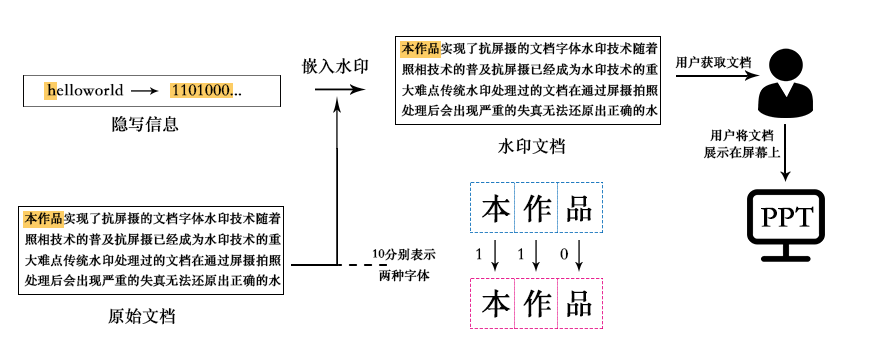 helloworld → 1101000...
隐写信息
嵌入水印
本作品实现了抗屏摄的文档字体水印技术随着
照相技术的普及抗屏摄已经成为水印技术的重
大难点传统水印处理过的文档在通过屏摄拍照
处理后会出现严重的失真无法还原出正确的水
水印文档
用户获取文档
用户将文档
展示在屏幕上
PPT
本作品实现了抗屏摄的文档字体水印技术随着
照相技术的普及抗屏摄已经成为水印技术的重
大难点传统水印处理过的文档在通过屏摄拍照
处理后会出现严重的失真无法还原出正确的水
原始文档
10分别表示
两种字体
本 作 品
1 1 0
本 作 品